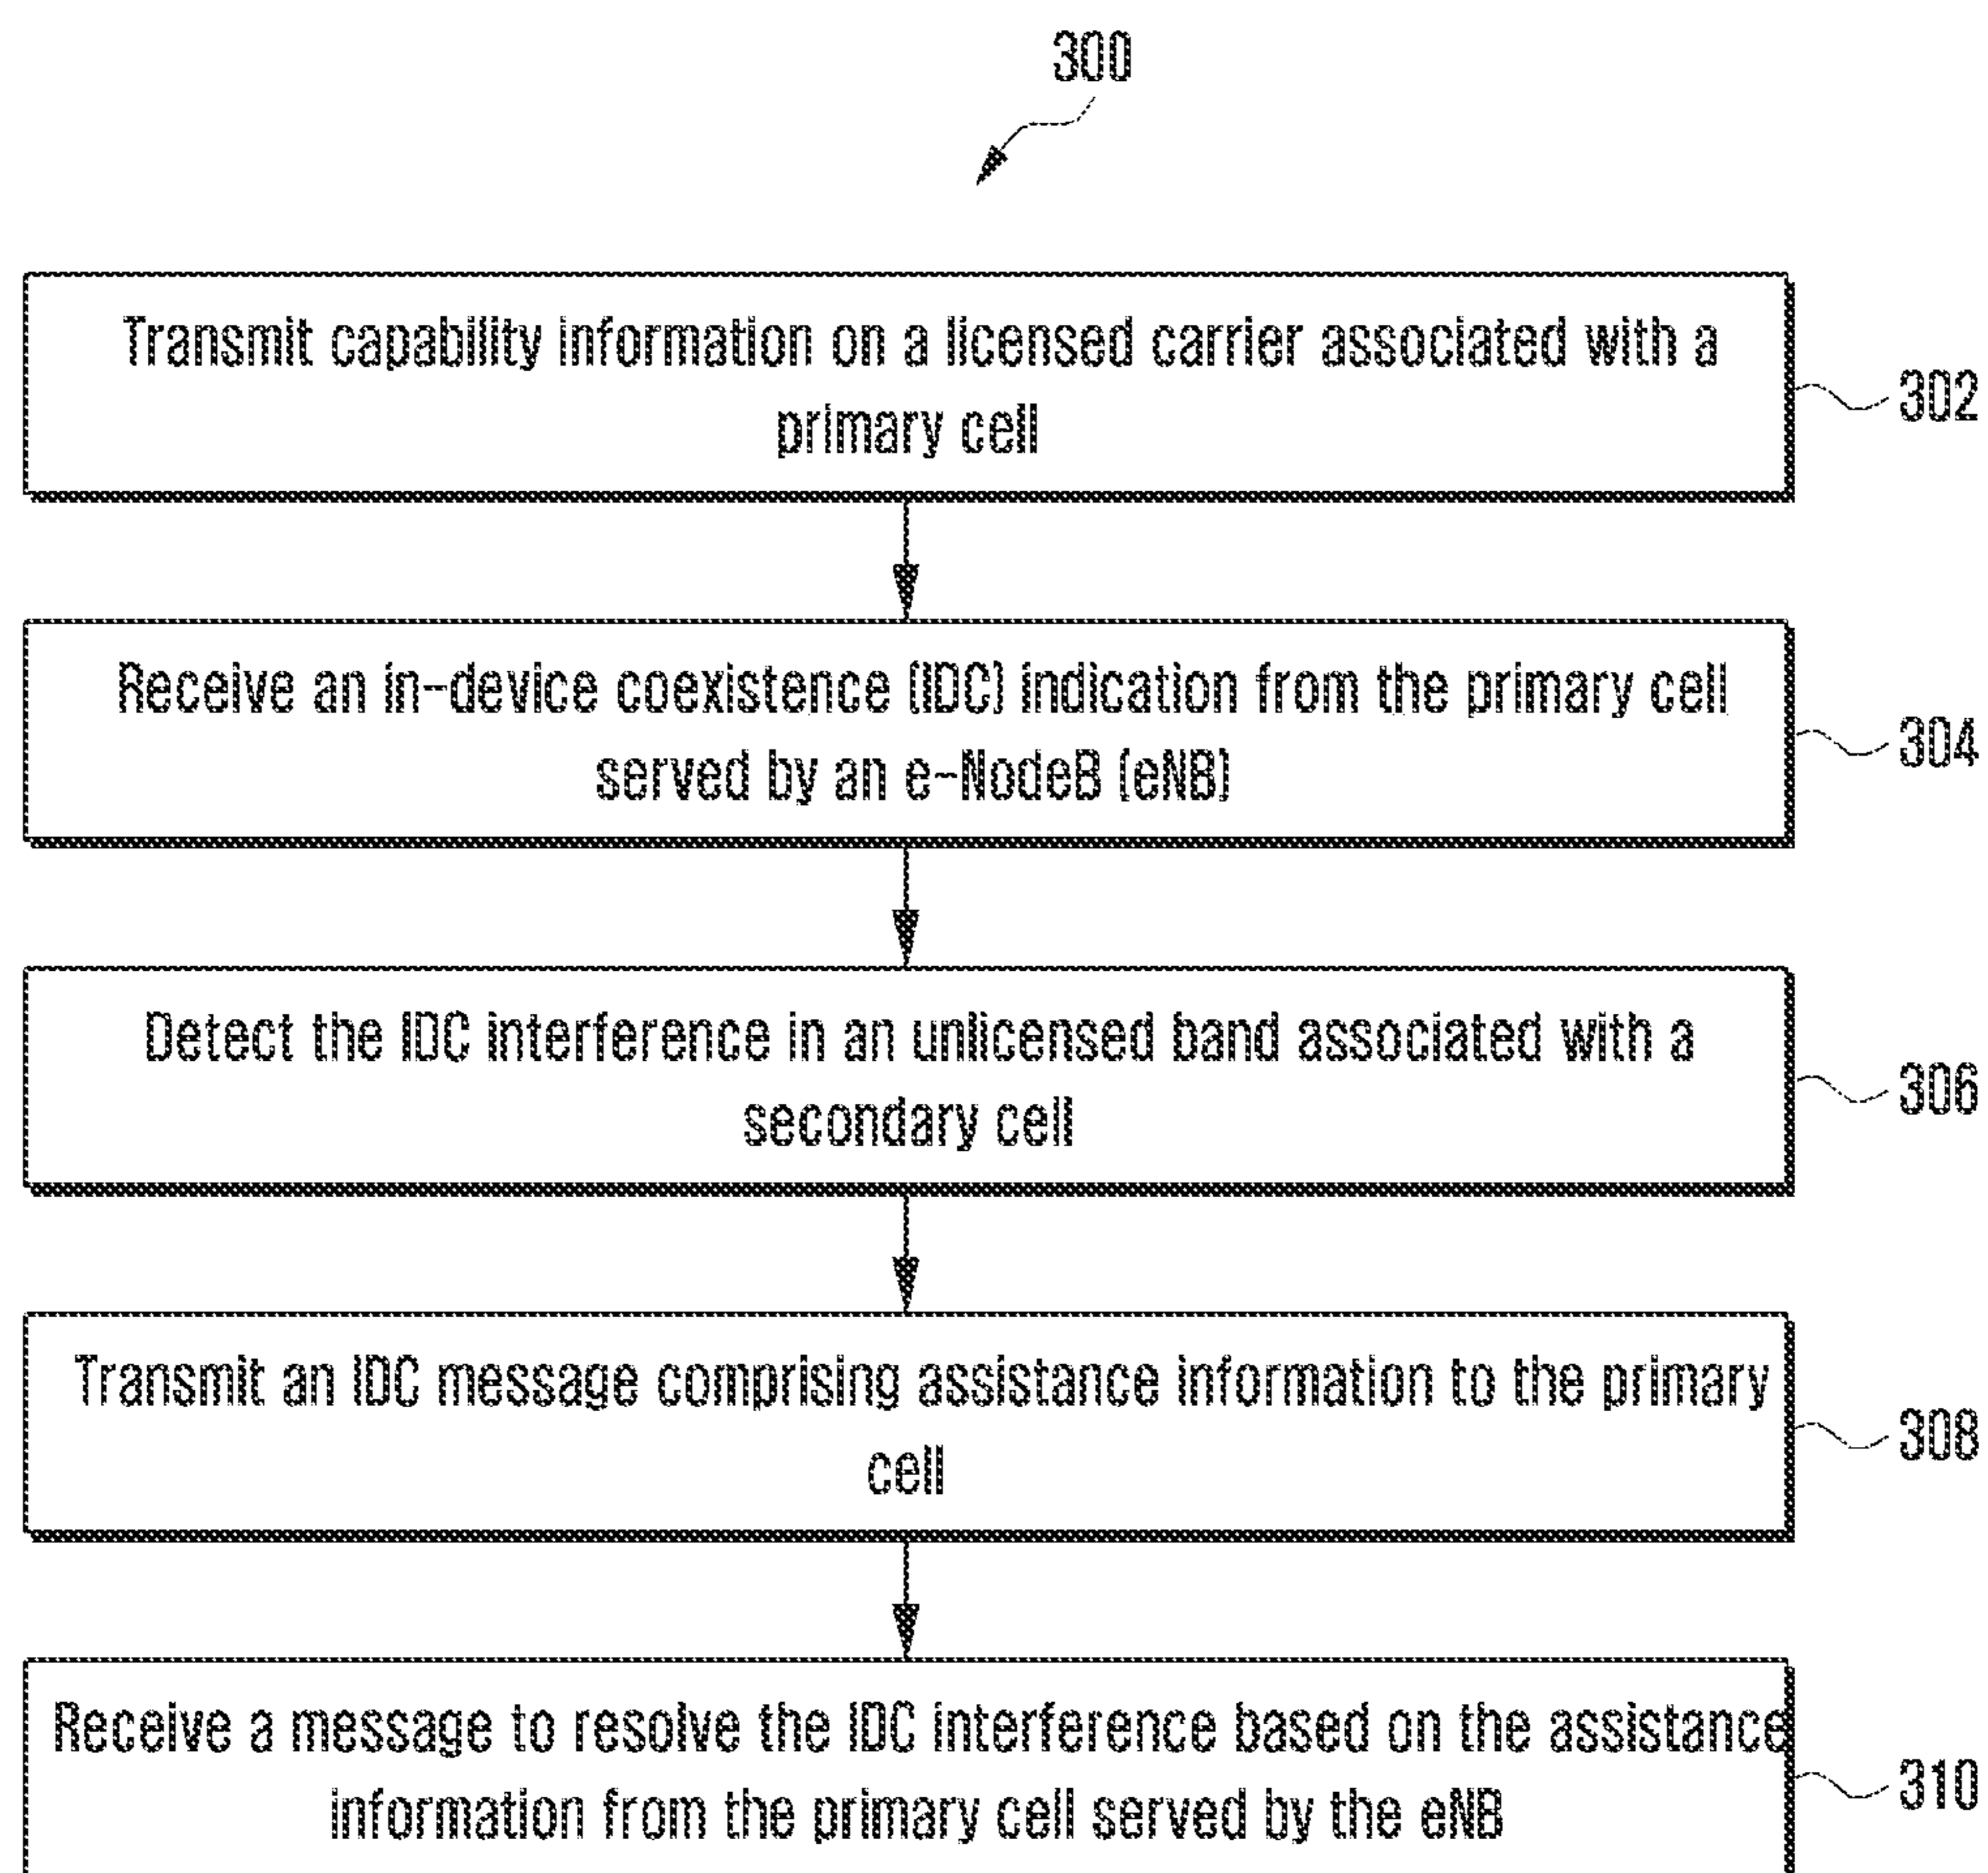 300
Transmit capability information on a licensed carrier associated with a
primary cell
302
Receive an in-device coexistence (IDC) indication from the primary cell
served by an e-NodeB (eNB)
304
Detect the IDC interference in an unlicensed band associated with a
secondary cell
306
Transmit an IDC message comprising assistance information to the primary
cell
308
Receive a message to resolve the IDC interference based on the assistance
information from the primary cell served by the eNB
310